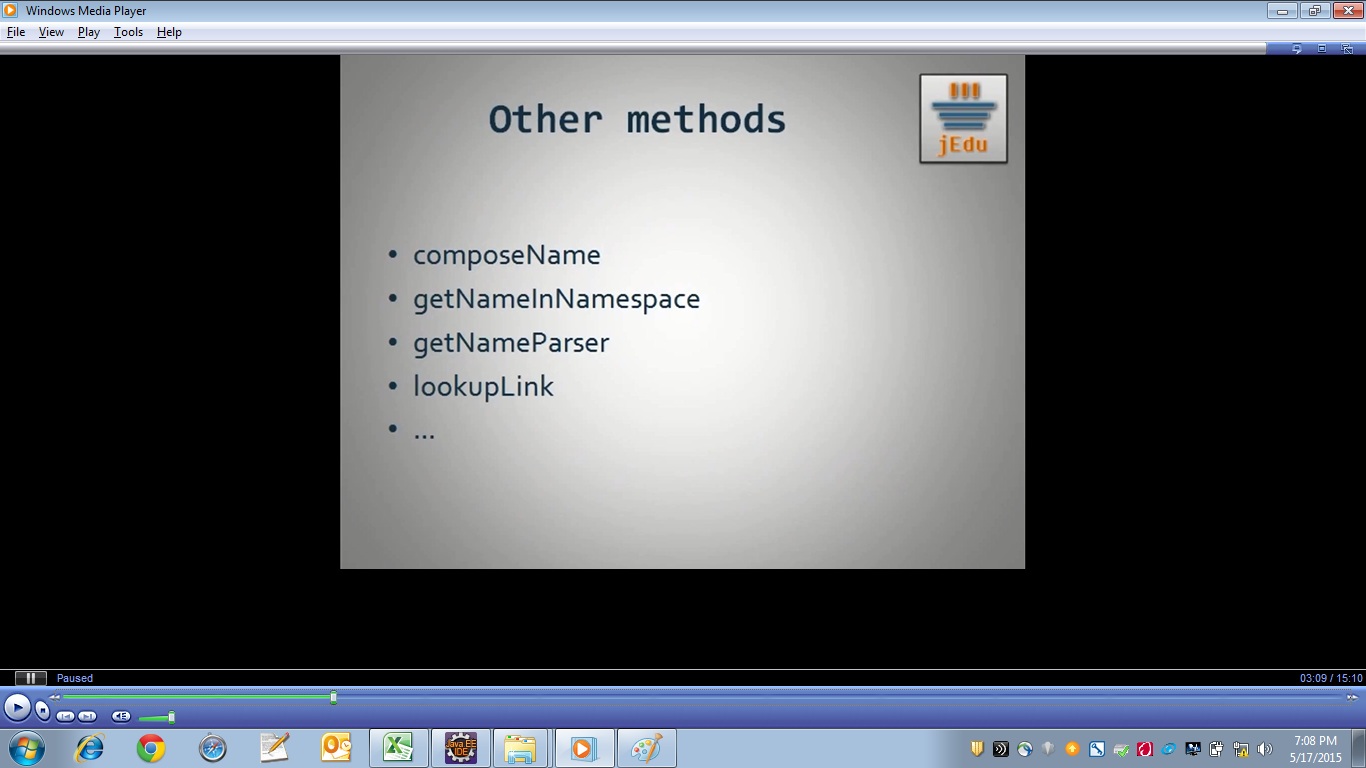 Windows Media Player
File View Play Tools Help
Other methods
jEdu
• composeName
• getNameInNamespace
• getNameParser
• lookupLink
• ...
Paused
03:09 / 15:10
Java EE
IDE
7:08 PM
5/17/2015